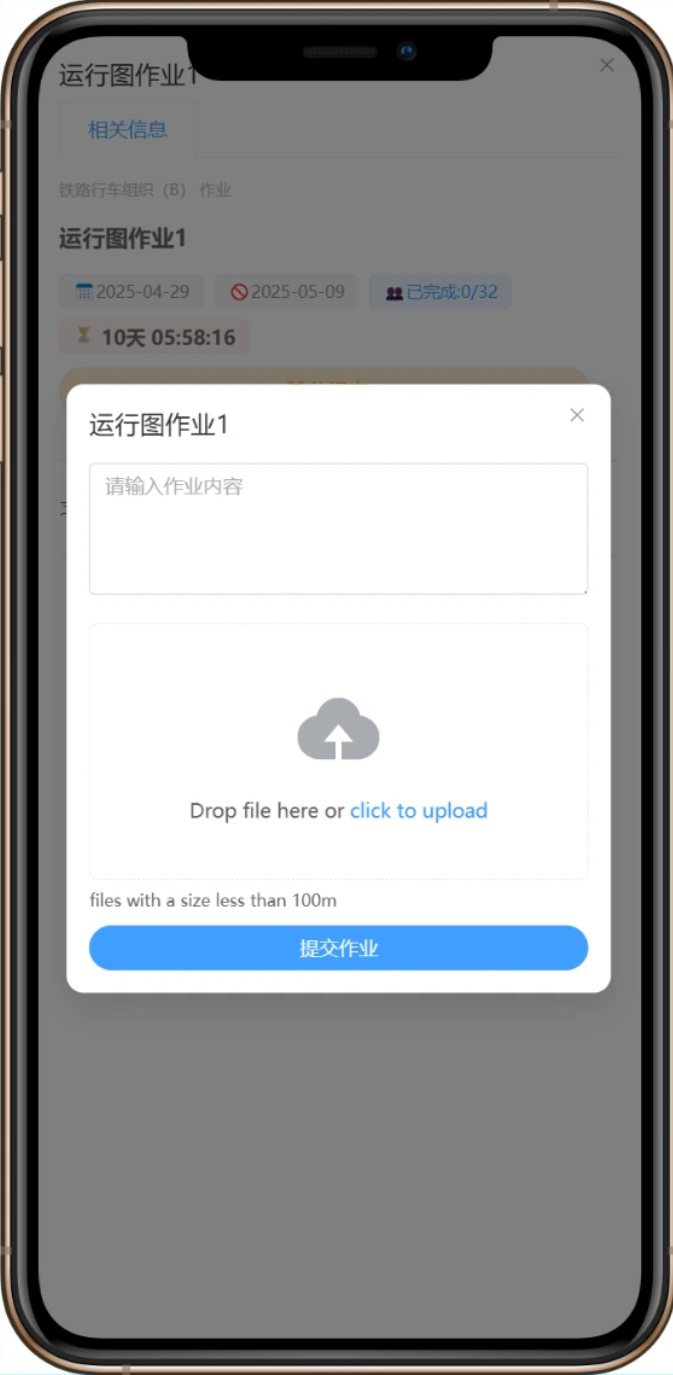 运行图作业1
相关信息
铁路行车组织（B） 作业
运行图作业1
2025-04-29 2025-05-09 已完成:0/32
10天 05:58:16
运行图作业1
请输入作业内容
Drop file here or click to upload
files with a size less than 100m
提交作业